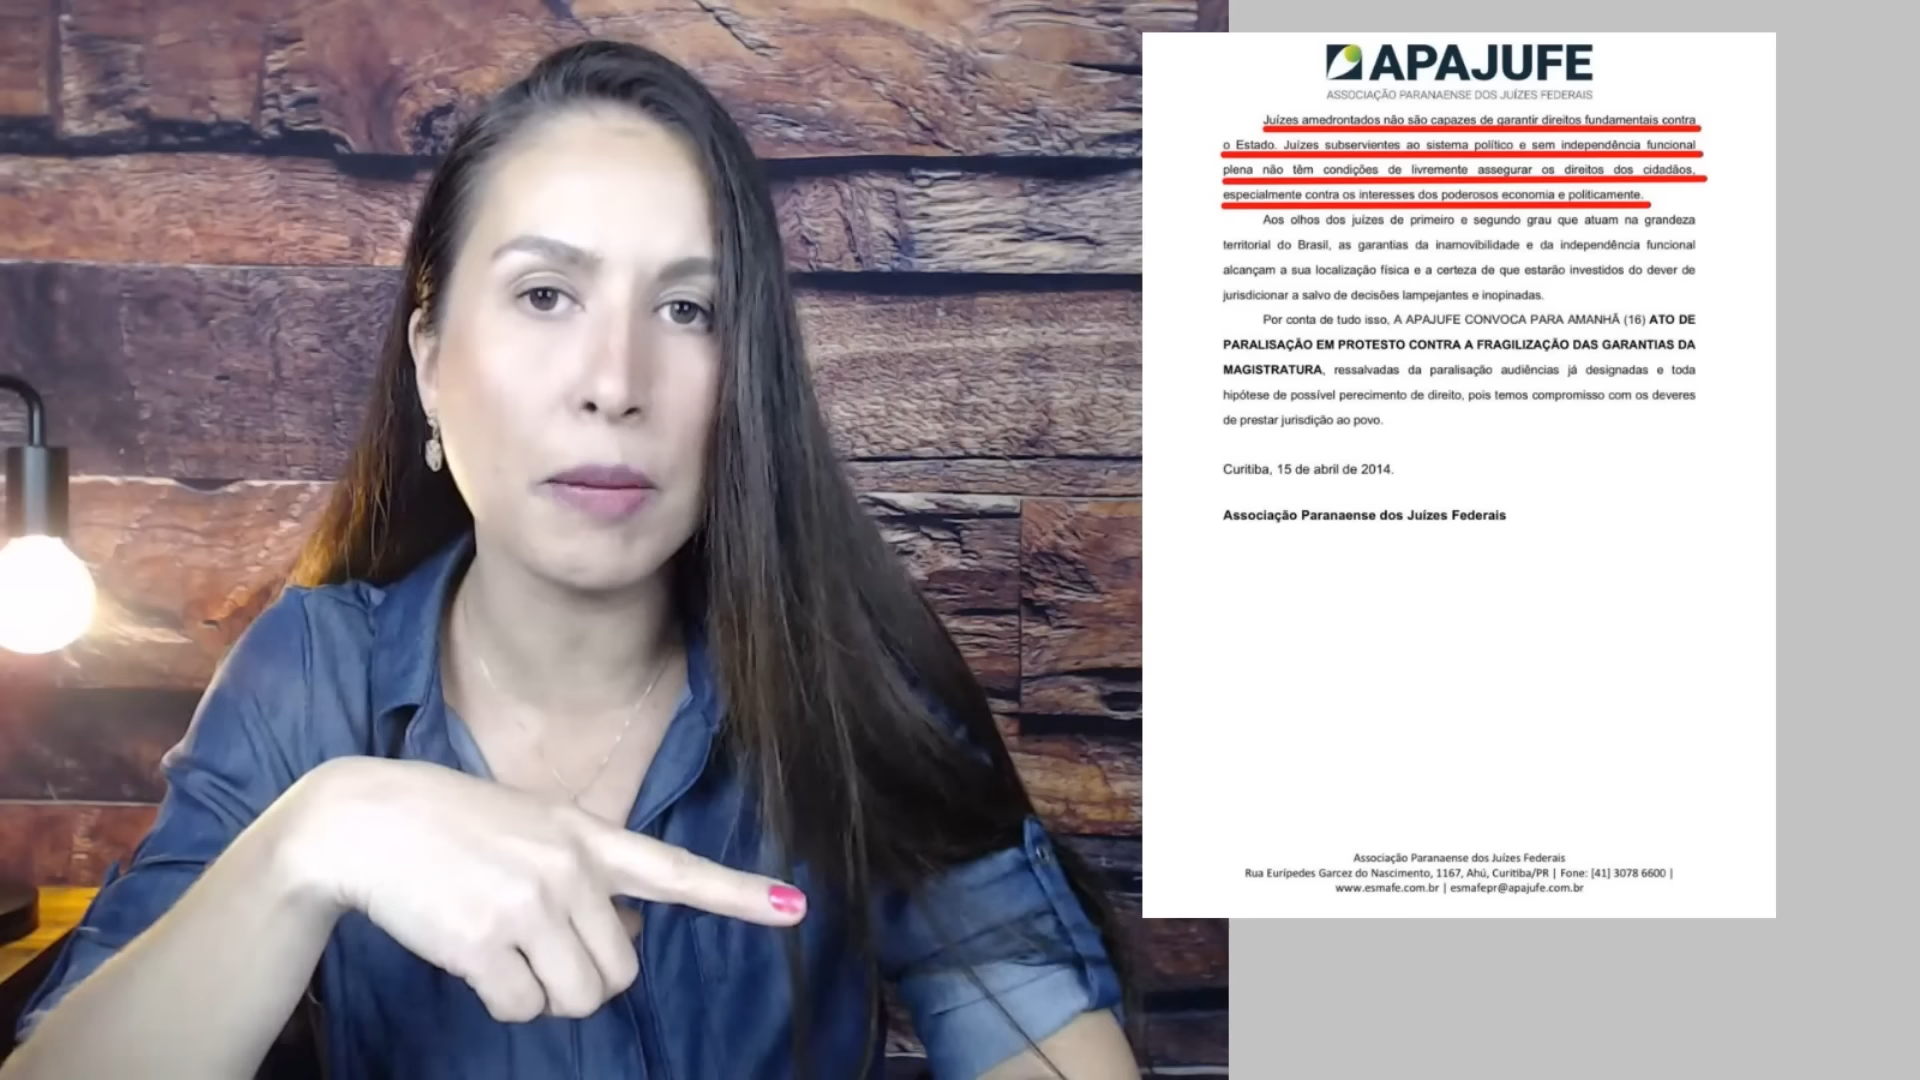 APAJUFE
ASSOCIAÇÃO PARANAENSE DOS JUÍZES FEDERAIS
Juízes amedrontados não são capazes de garantir direitos fundamentais contra
o Estado. Juízes subservientes ao sistema político e sem independência funcional
plena não têm condições de livremente assegurar os direitos dos cidadãos,
especialmente contra os interesses dos poderosos economia e politicamente.
Aos olhos dos juízes de primeiro e segundo grau que atuam na grandeza
territorial do Brasil, as garantias da inamovibilidade e da independência funcional
alcançam a sua localização física e a certeza de que estarão investidos do dever de
jurisdicionar a salvo de decisões lampejantes e inopinadas.
Por conta de tudo isso, A APAJUFE CONVOCA PARA AMANHÃ (16) ATO DE
PARALISAÇÃO EM PROTESTO CONTRA A FRAGILIZAÇÃO DAS GARANTIAS DA
MAGISTRATURA, ressalvadas da paralisação audiências já designadas e toda
hipótese de possível perecimento de direito, pois temos compromisso com os deveres
de prestar jurisdição ao povo.
Curitiba, 15 de abril de 2014.
Associação Paranaense dos Juízes Federais
Associação Paranaense dos Juízes Federais
Rua Eurípedes Garcez do Nascimento, 1167, Ahú, Curitiba/PR | Fone: [41] 3078 6600 |
www.esmafe.com.br | esmafepr@apajufe.com.br